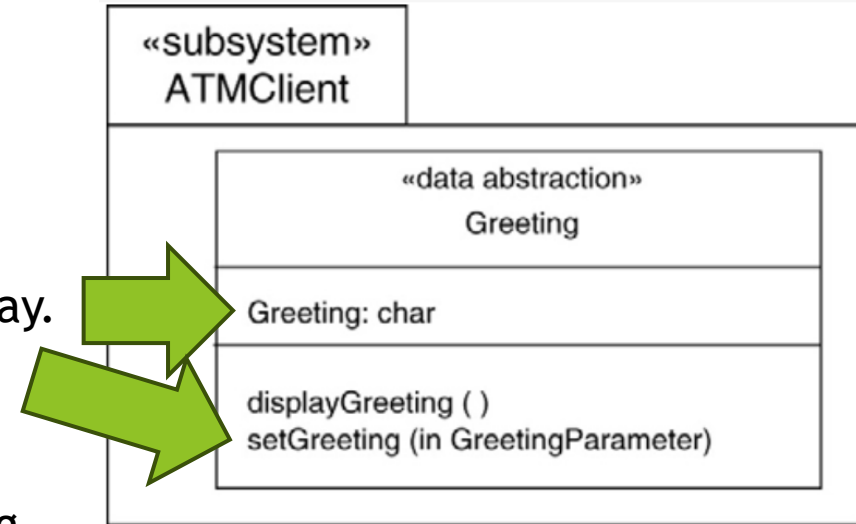 «subsystem»
ATMClient
«data abstraction»
Greeting
ay.
Greeting: char
displayGreeting ( )
setGreeting (in GreetingParameter)